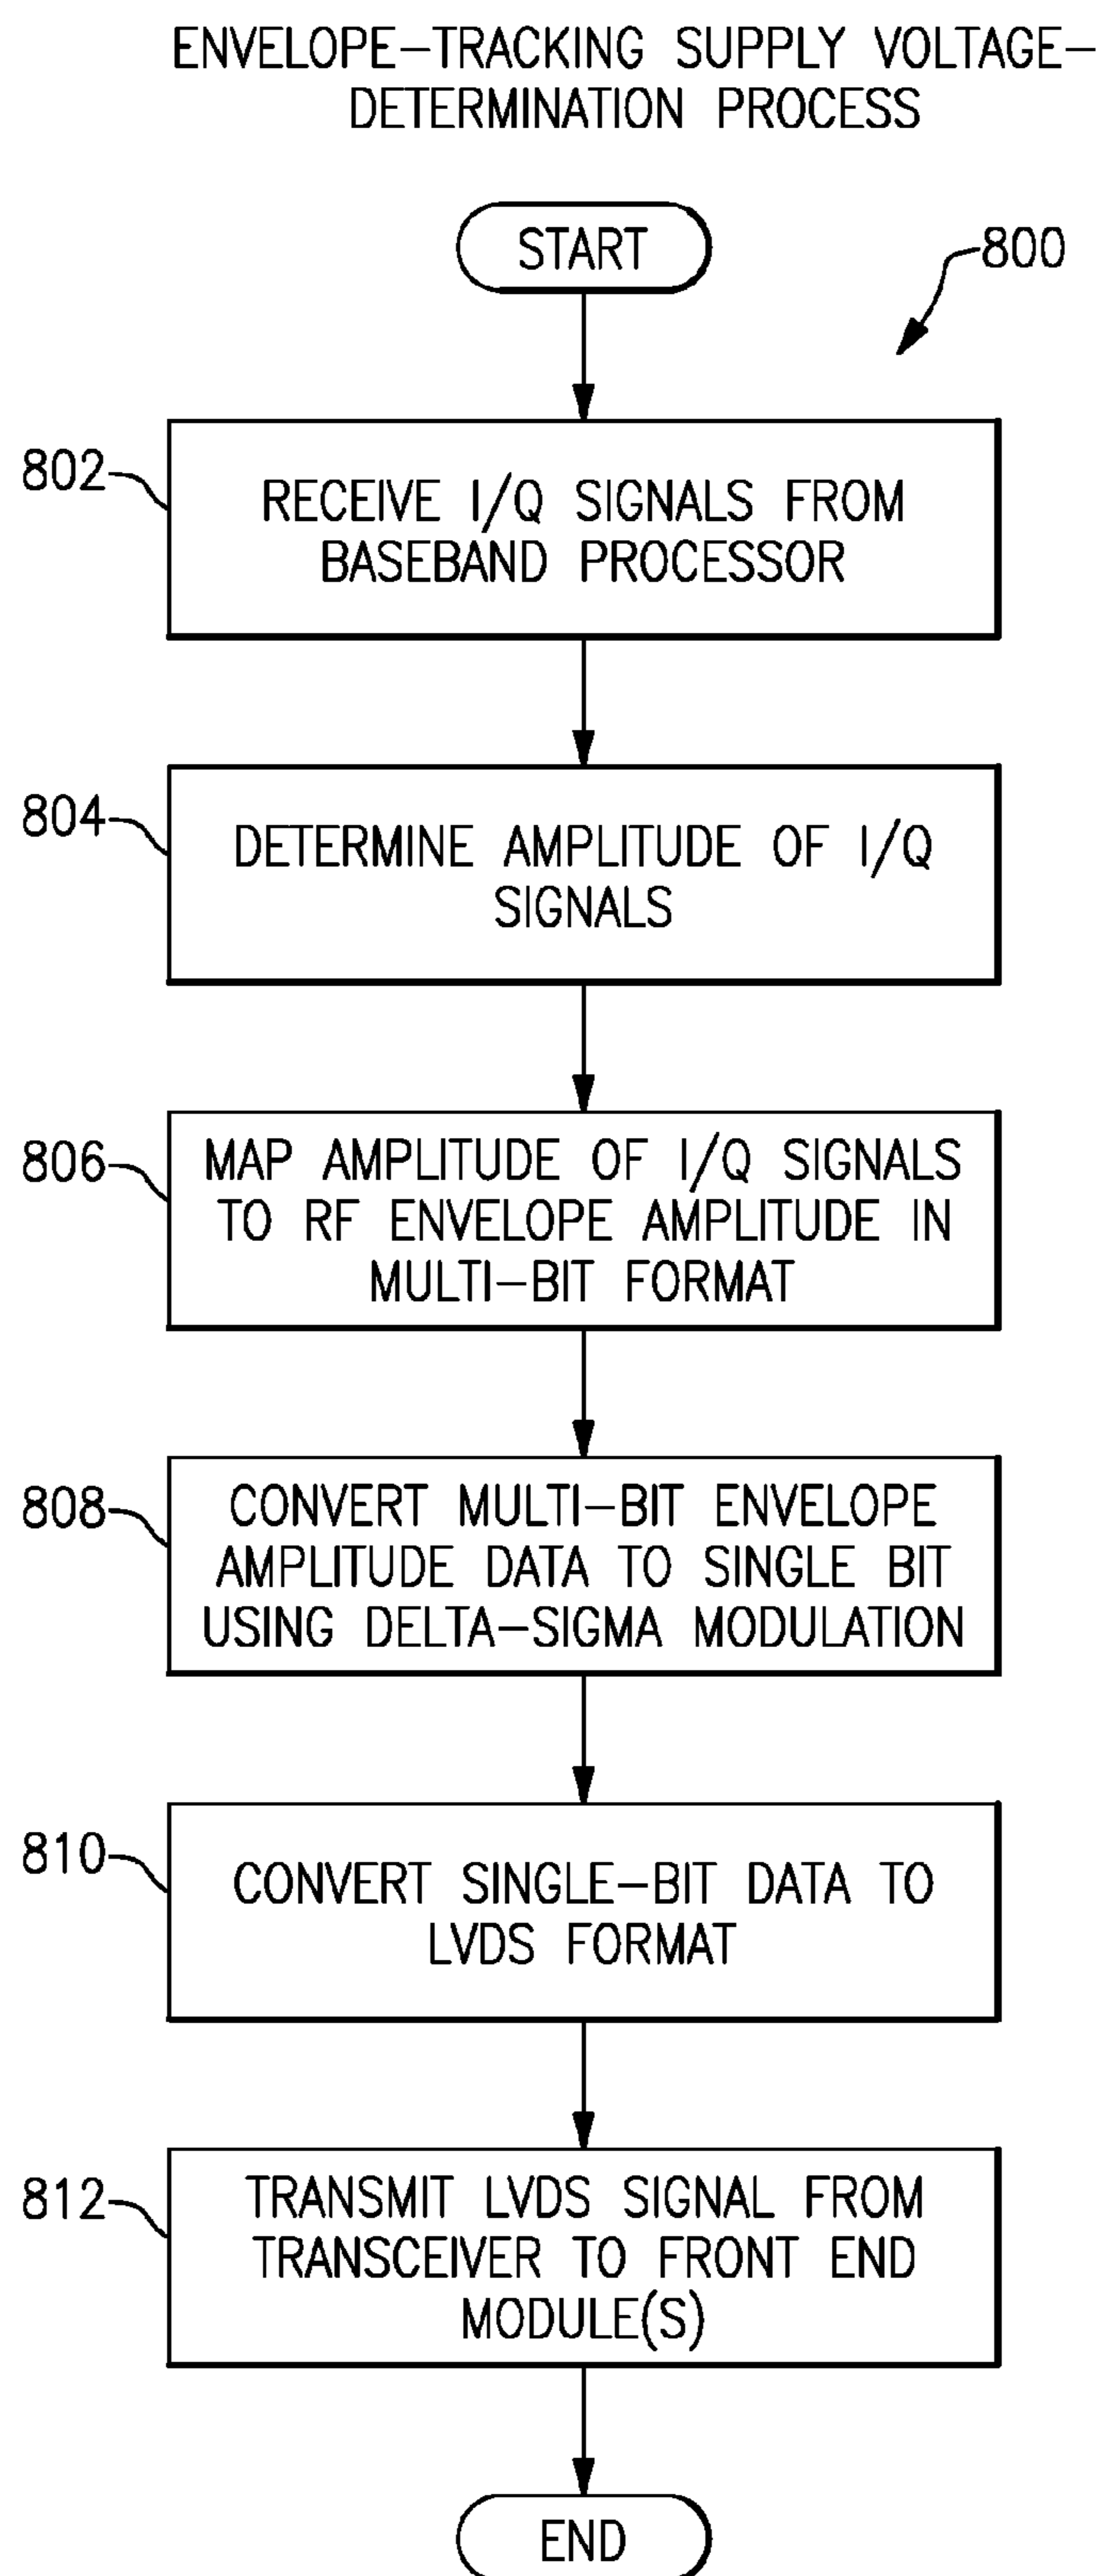 ENVELOPE-TRACKING SUPPLY VOLTAGE-
DETERMINATION PROCESS
START
800
802
RECEIVE I/Q SIGNALS FROM
BASEBAND PROCESSOR
804
DETERMINE AMPLITUDE OF I/Q
SIGNALS
806
MAP AMPLITUDE OF I/Q SIGNALS
TO RF ENVELOPE AMPLITUDE IN
MULTI-BIT FORMAT
808
CONVERT MULTI-BIT ENVELOPE
AMPLITUDE DATA TO SINGLE BIT
USING DELTA-SIGMA MODULATION
810
CONVERT SINGLE-BIT DATA TO
LVDS FORMAT
812
TRANSMIT LVDS SIGNAL FROM
TRANSCEIVER TO FRONT END
MODULE(S)
END